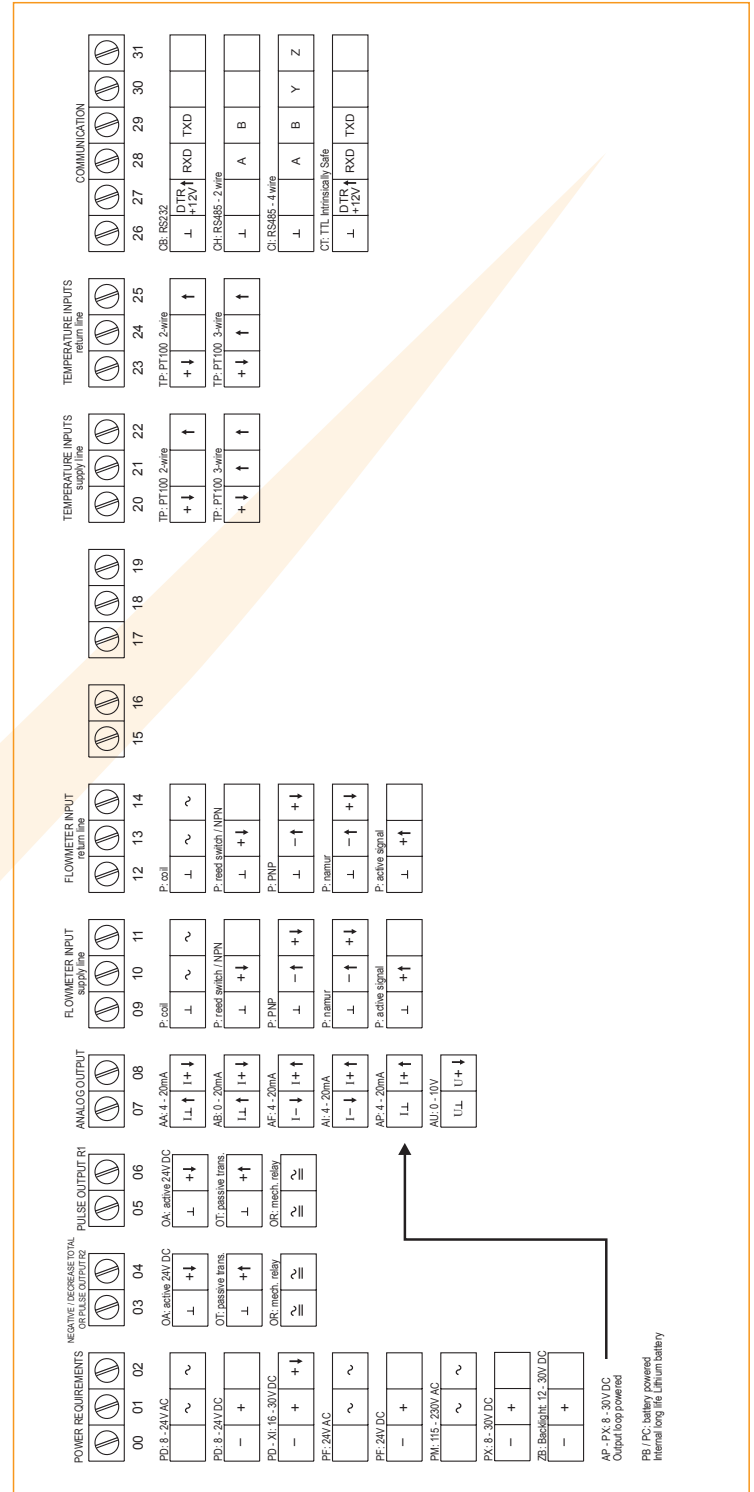 POWER REQUIREMENTS
00 01 02
PD: 8 - 24V AC
∼ ∼
PD: 8 - 24V DC
− +
PD - XI: 16 - 30V DC
− + +↓
PF: 24V AC
∼ ∼
PF: 24V DC
− +
PM: 115 - 230V AC
∼ ∼
PX: 8 - 30V DC
− +
ZB: Backlight: 12 - 30V DC
− +
AP - PX: 8 - 30V DC
Output loop powered
PB / PC: battery powered
Internal long life Lithium battery
NEGATIVE / DECREASE TOTAL
OR PULSE OUTPUT R2
03 04
OA: active 24V DC
⊥ +↓
OT: passive trans.
⊥ +↑
OR: mech. relay
∼= ∼=
PULSE OUTPUT R1
05 06
OA: active 24V DC
⊥ +↓
OT: passive trans.
⊥ +↑
OR: mech. relay
∼= ∼=
ANALOG OUTPUT
07 08
AA: 4 - 20mA
I⊥↑ I+↓
AB: 0 - 20mA
I⊥↑ I+↓
AF: 4 - 20mA
I−↓ I+↑
AI: 4 - 20mA
I−↓ I+↑
AP: 4 - 20mA
I⊥ I+↑
AU: 0 - 10V
U⊥ U+↓
FLOWMETER INPUT
supply line
09 10 11
P: coil
⊥ ∼ ∼
P: reed switch / NPN
⊥ +↓
P: PNP
⊥ −↑ +↓
P: namur
⊥ −↑ +↓
P: active signal
⊥ +↑
FLOWMETER INPUT
return line
12 13 14
P: coil
⊥ ∼ ∼
P: reed switch / NPN
⊥ +↓
P: PNP
⊥ −↑ +↓
P: namur
⊥ −↑ +↓
P: active signal
⊥ +↑
15 16
17 18 19
TEMPERATURE INPUTS
supply line
20 21 22
TP: PT100 2-wire
+↓ ↑
TP: PT100 3-wire
+↓ ↑ ↑
TEMPERATURE INPUTS
return line
23 24 25
TP: PT100 2-wire
+↓ ↑
TP: PT100 3-wire
+↓ ↑ ↑
COMMUNICATION
26 27 28 29 30 31
CB: RS232
⊥ DTR +12V↑ RXD TXD
CH: RS485 - 2 wire
⊥ A B
CI: RS485 - 4 wire
⊥ A B Y Z
CT: TTL Intrinsically Safe
⊥ DTR +12V↑ RXD TXD